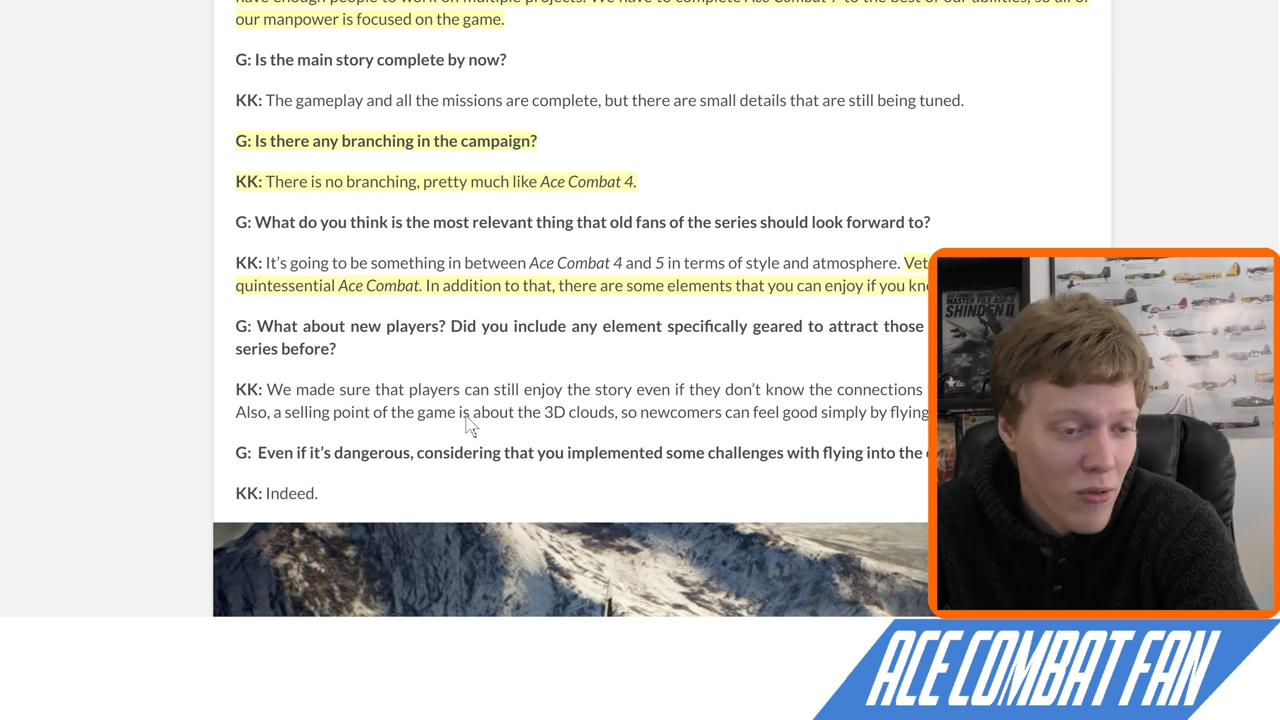 have enough people to work on multiple projects. We have to complete Ace Combat 7 to the best of our abilities, so all of
our manpower is focused on the game.
G: Is the main story complete by now?
KK: The gameplay and all the missions are complete, but there are small details that are still being tuned.
G: Is there any branching in the campaign?
KK: There is no branching, pretty much like Ace Combat 4.
G: What do you think is the most relevant thing that old fans of the series should look forward to?
KK: It’s going to be something in between Ace Combat 4 and 5 in terms of style and atmosphere.
quintessential Ace Combat. In addition to that, there are some elements that you can enjoy if you
G: What about new players? Did you include any element specifically geared to attract those
series before?
KK: We made sure that players can still enjoy the story even if they don’t know the connections
Also, a selling point of the game is about the 3D clouds, so newcomers can feel good simply by flying
G: Even if it’s dangerous, considering that you implemented some challenges with flying into the
KK: Indeed.
MASTER FILE ASF-X
SHINDEN II
ACE COMBAT FAN